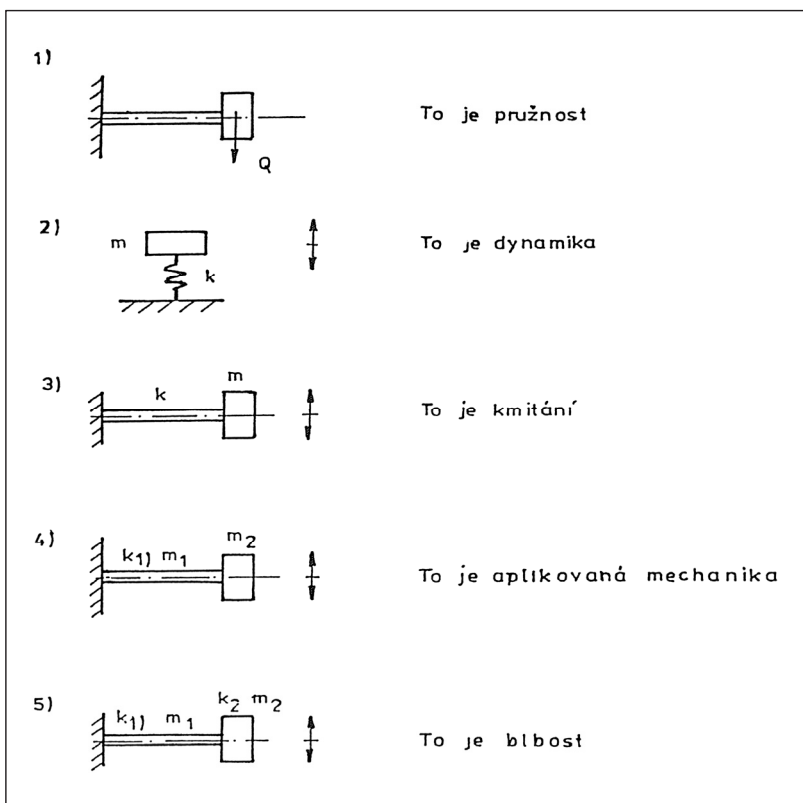 1)
Q
To je pružnost
2)
m
k
To je dynamika
3)
k
m
To je kmitání
4)
k₁) m₁
m₂
To je aplikovaná mechanika
5)
k₁) m₁
k₂ m₂
To je blbost